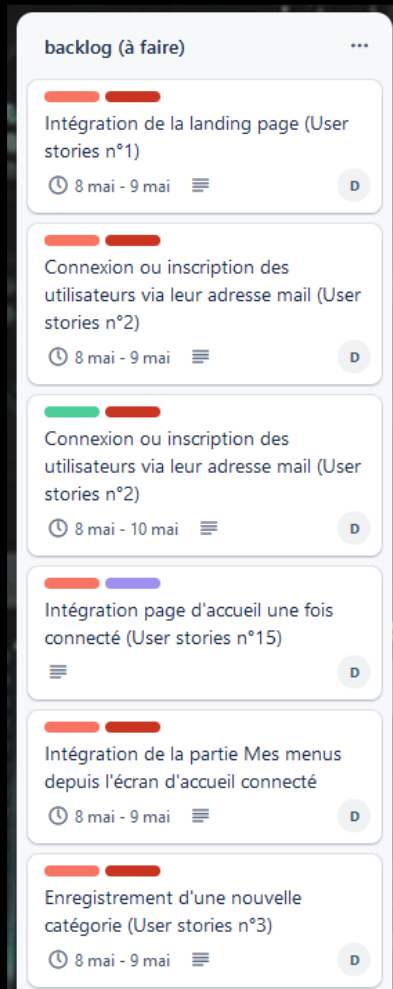 backlog (à faire)
Intégration de la landing page (User
stories n°1)
8 mai - 9 mai
D
Connexion ou inscription des
utilisateurs via leur adresse mail (User
stories n°2)
8 mai - 9 mai
D
Connexion ou inscription des
utilisateurs via leur adresse mail (User
stories n°2)
8 mai - 10 mai
D
Intégration page d'accueil une fois
connecté (User stories n°15)
D
Intégration de la partie Mes menus
depuis l'écran d'accueil connecté
8 mai - 9 mai
D
Enregistrement d'une nouvelle
catégorie (User stories n°3)
8 mai - 9 mai
D